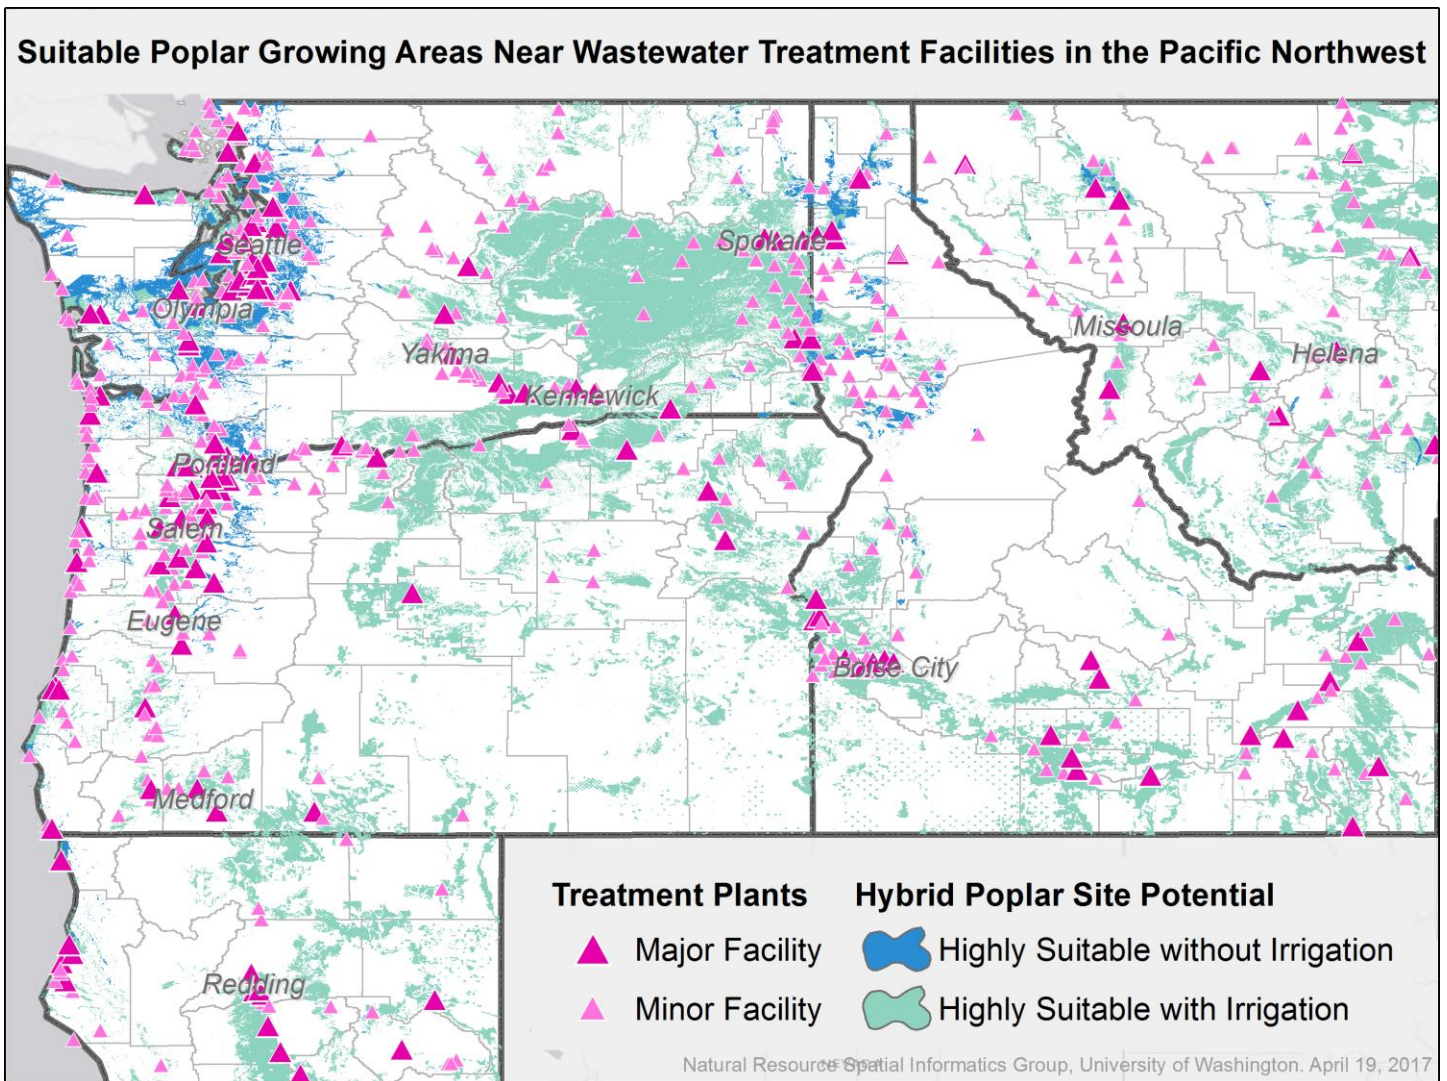 Suitable Poplar Growing Areas Near Wastewater Treatment Facilities in the Pacific Northwest
Seattle
Spokane
Olympia
Yakima
Missoula
Helena
Kennewick
Portland
Salem
Eugene
Boise City
Medford
Redding
Treatment Plants
Major Facility
Minor Facility
Hybrid Poplar Site Potential
Highly Suitable without Irrigation
Highly Suitable with Irrigation
Natural Resource Spatial Informatics Group, University of Washington. April 19, 2017